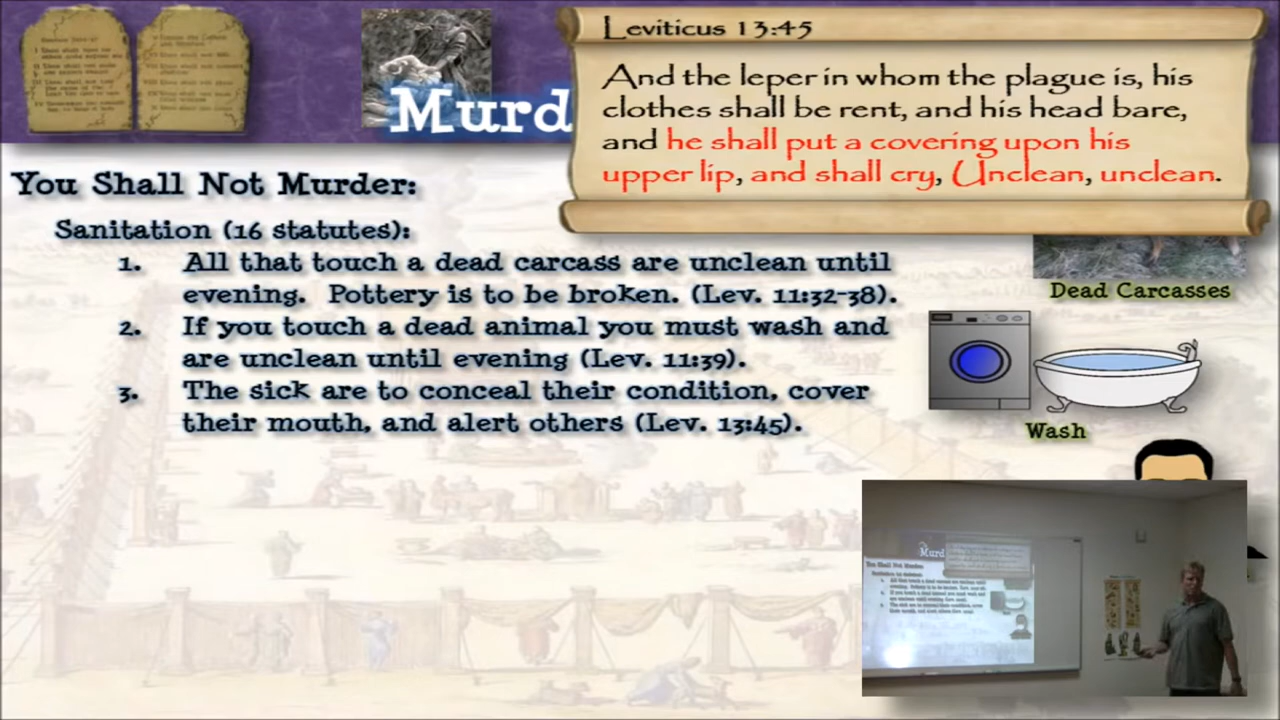 Leviticus 13:45
And the leper in whom the plague is, his
clothes shall be rent, and his head bare,
and he shall put a covering upon his
upper lip, and shall cry, Unclean, unclean.
Murd
You Shall Not Murder:
Sanitation (16 statutes):
1. All that touch a dead carcass are unclean until
evening. Pottery is to be broken. (Lev. 11:32-38).
2. If you touch a dead animal you must wash and
are unclean until evening (Lev. 11:39).
3. The sick are to conceal their condition, cover
their mouth, and alert others (Lev. 13:45).
Dead Carcasses
Wash
Murd
You Shall Not Murder: